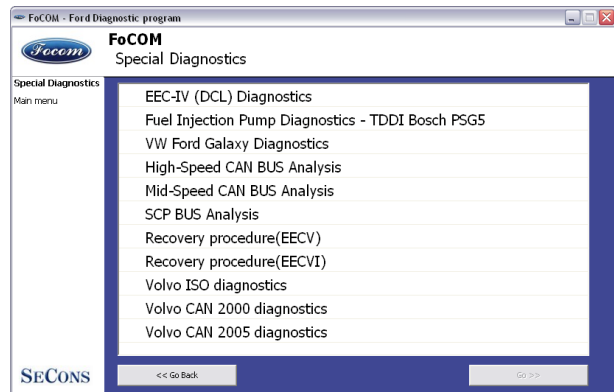 FoCOM - Ford Diagnostic program
Focom
FoCOM
Special Diagnostics
Special Diagnostics
Main menu
EEC-IV (DCL) Diagnostics
Fuel Injection Pump Diagnostics - TDDI Bosch PSG5
VW Ford Galaxy Diagnostics
High-Speed CAN BUS Analysis
Mid-Speed CAN BUS Analysis
SCP BUS Analysis
Recovery procedure(EECV)
Recovery procedure(EECVI)
Volvo ISO diagnostics
Volvo CAN 2000 diagnostics
Volvo CAN 2005 diagnostics
SECONS
<< Go Back
Go >>